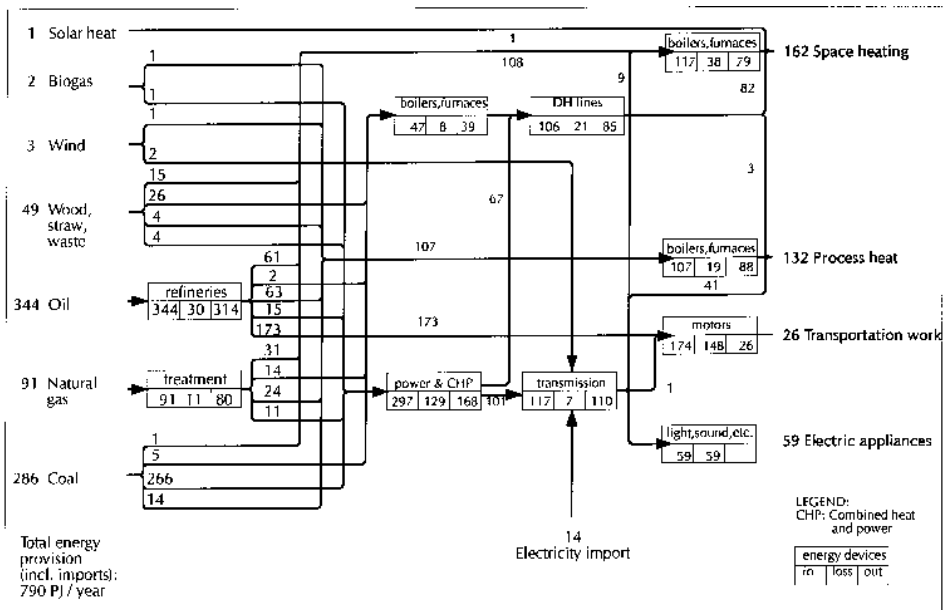 1 Solar heat
2 Biogas
3 Wind
49 Wood,
straw,
waste
344 Oil
91 Natural
gas
286 Coal
1
1
1
2
15
26
4
4
61
2
63
15
173
31
14
24
11
1
5
266
14
refineries
344 30 314
treatment
91 11 80
boilers,furnaces
47 8 39
power & CHP
297 129 168
101
67
107
173
1
108
9
DH lines
106 21 85
transmission
117 7 110
1
14
Electricity import
boilers,furnaces
117 38 79
82
3
boilers,furnaces
107 19 88
41
motors
174 148 26
light,sound,etc.
59 59
162 Space heating
132 Process heat
26 Transportation work
59 Electric appliances
LEGEND:
CHP: Combined heat
and power
energy devices
in loss out
Total energy
provision
(incl. imports):
790 PJ / year